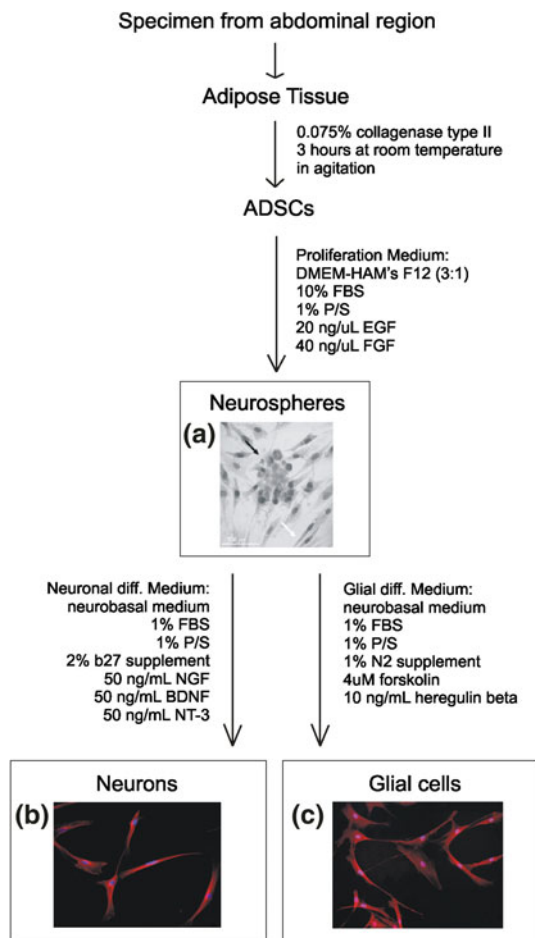 Specimen from abdominal region
Adipose Tissue
0.075% collagenase type II
3 hours at room temperature
in agitation
ADSCs
Proliferation Medium:
DMEM-HAM's F12 (3:1)
10% FBS
1% P/S
20 ng/uL EGF
40 ng/uL FGF
Neurospheres
(a)
Neuronal diff. Medium:
neurobasal medium
1% FBS
1% P/S
2% b27 supplement
50 ng/mL NGF
50 ng/mL BDNF
50 ng/mL NT-3
Glial diff. Medium:
neurobasal medium
1% FBS
1% P/S
1% N2 supplement
4uM forskolin
10 ng/mL heregulin beta
Neurons
(b)
Glial cells
(c)